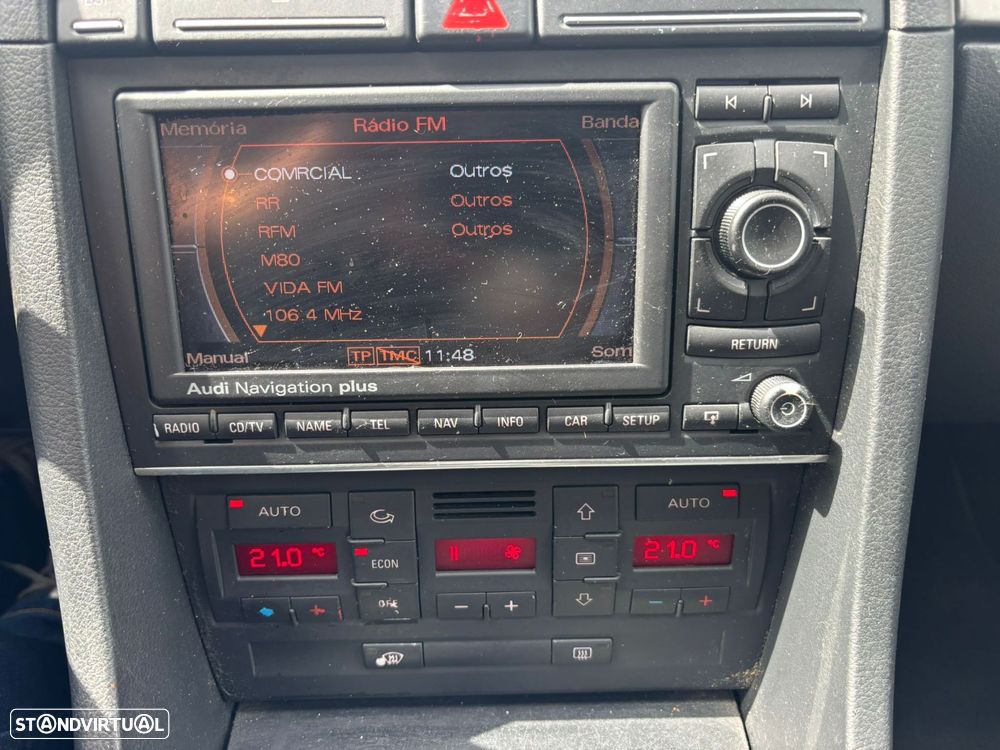 Memória Rádio FM Banda
COMRCIAL Outros
RR Outros
RFM Outros
M80
VIDA FM
106.4 MHz
Manual TP TMC 11:48 Som
Audi Navigation plus
RETURN
RADIO CD/TV NAME TEL NAV INFO CAR SETUP
AUTO AUTO
21.0 °C 21.0 °C
ECON
OFF
STANDVIRTUAL